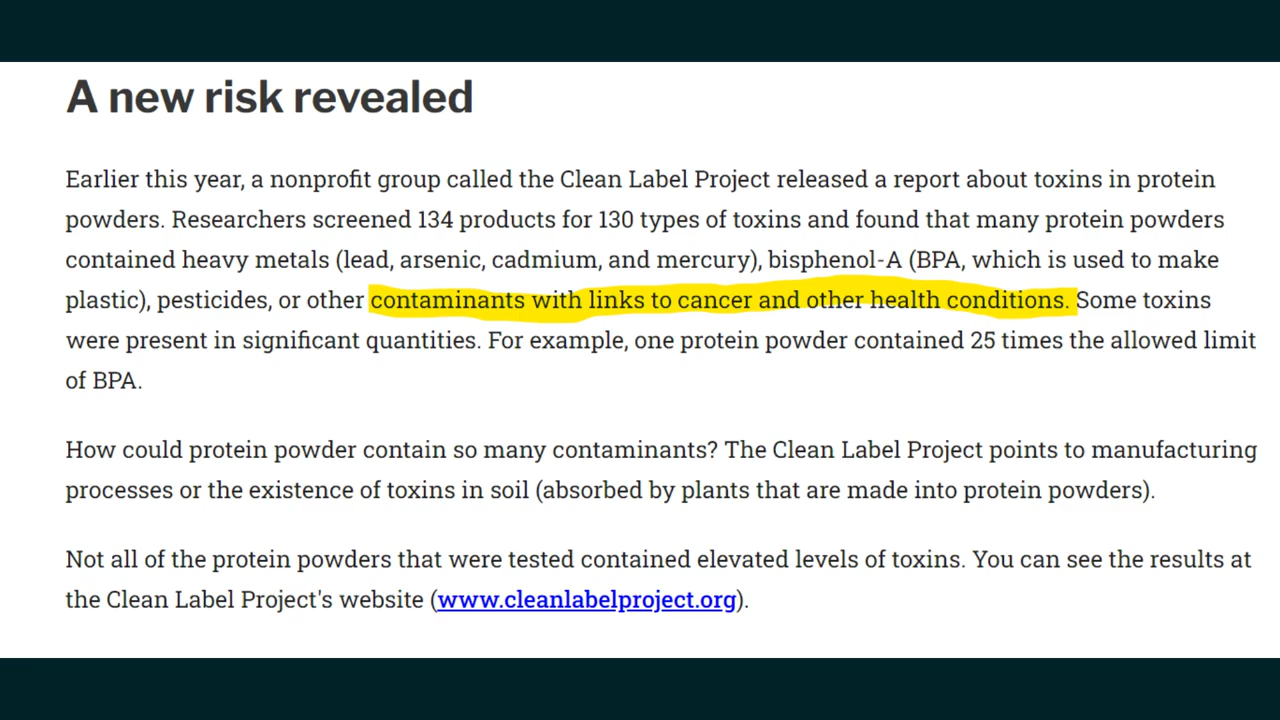 A new risk revealed
Earlier this year, a nonprofit group called the Clean Label Project released a report about toxins in protein
powders. Researchers screened 134 products for 130 types of toxins and found that many protein powders
contained heavy metals (lead, arsenic, cadmium, and mercury), bisphenol-A (BPA, which is used to make
plastic), pesticides, or other contaminants with links to cancer and other health conditions. Some toxins
were present in significant quantities. For example, one protein powder contained 25 times the allowed limit
of BPA.
How could protein powder contain so many contaminants? The Clean Label Project points to manufacturing
processes or the existence of toxins in soil (absorbed by plants that are made into protein powders).
Not all of the protein powders that were tested contained elevated levels of toxins. You can see the results at
the Clean Label Project's website (www.cleanlabelproject.org).